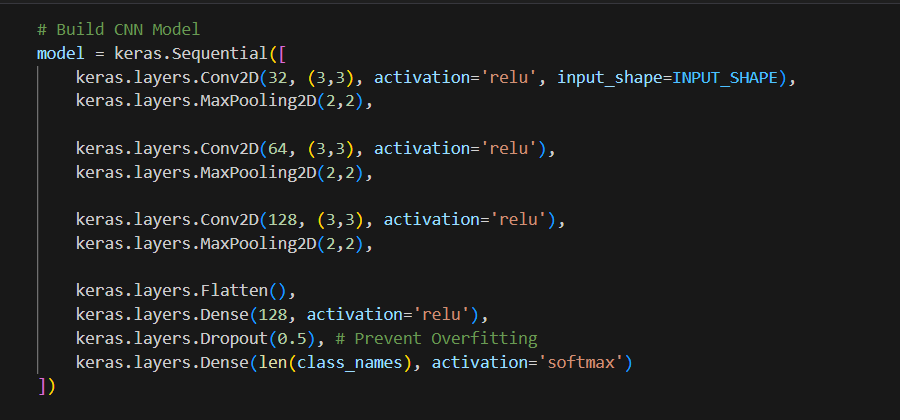 # Build CNN Model
model = keras.Sequential([
    keras.layers.Conv2D(32, (3,3), activation='relu', input_shape=INPUT_SHAPE),
    keras.layers.MaxPooling2D(2,2),

    keras.layers.Conv2D(64, (3,3), activation='relu'),
    keras.layers.MaxPooling2D(2,2),

    keras.layers.Conv2D(128, (3,3), activation='relu'),
    keras.layers.MaxPooling2D(2,2),

    keras.layers.Flatten(),
    keras.layers.Dense(128, activation='relu'),
    keras.layers.Dropout(0.5), # Prevent Overfitting
    keras.layers.Dense(len(class_names), activation='softmax')
])